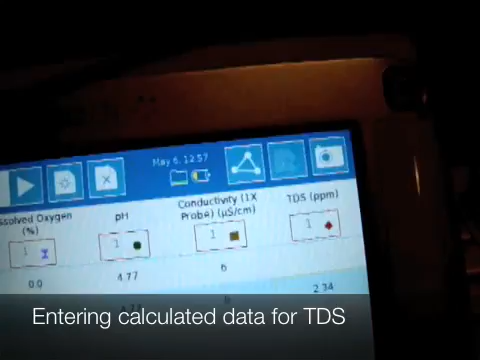 May 6, 12:57
ssolved Oxygen (%)
pH
Conductivity (1X Probe) (µS/cm)
TDS (ppm)
1
1
1
1
0.0
4.77
6
2.34
Entering calculated data for TDS